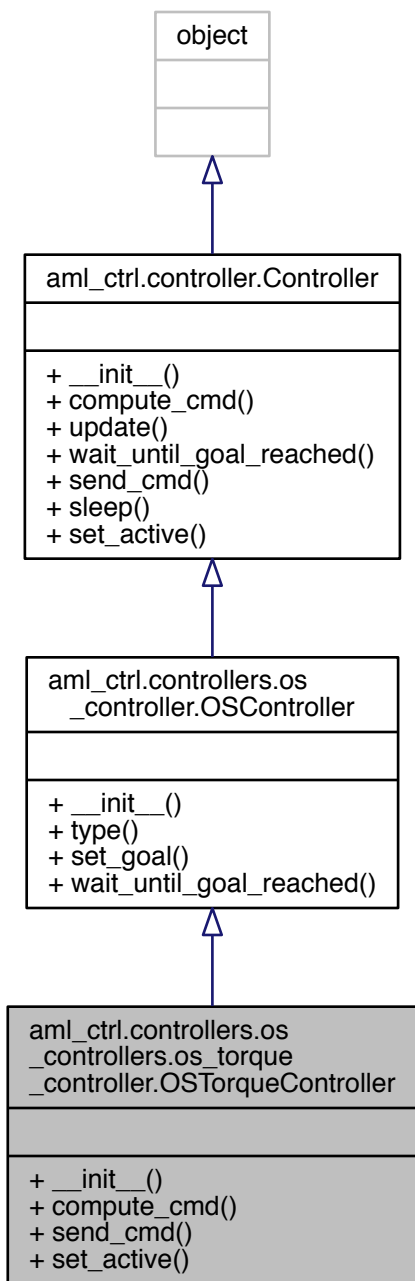 object
aml_ctrl.controller.Controller
+ __init__()
+ compute_cmd()
+ update()
+ wait_until_goal_reached()
+ send_cmd()
+ sleep()
+ set_active()
aml_ctrl.controllers.os
_controller.OSController
+ __init__()
+ type()
+ set_goal()
+ wait_until_goal_reached()
aml_ctrl.controllers.os
_controllers.os_torque
_controller.OSTorqueController
+ __init__()
+ compute_cmd()
+ send_cmd()
+ set_active()